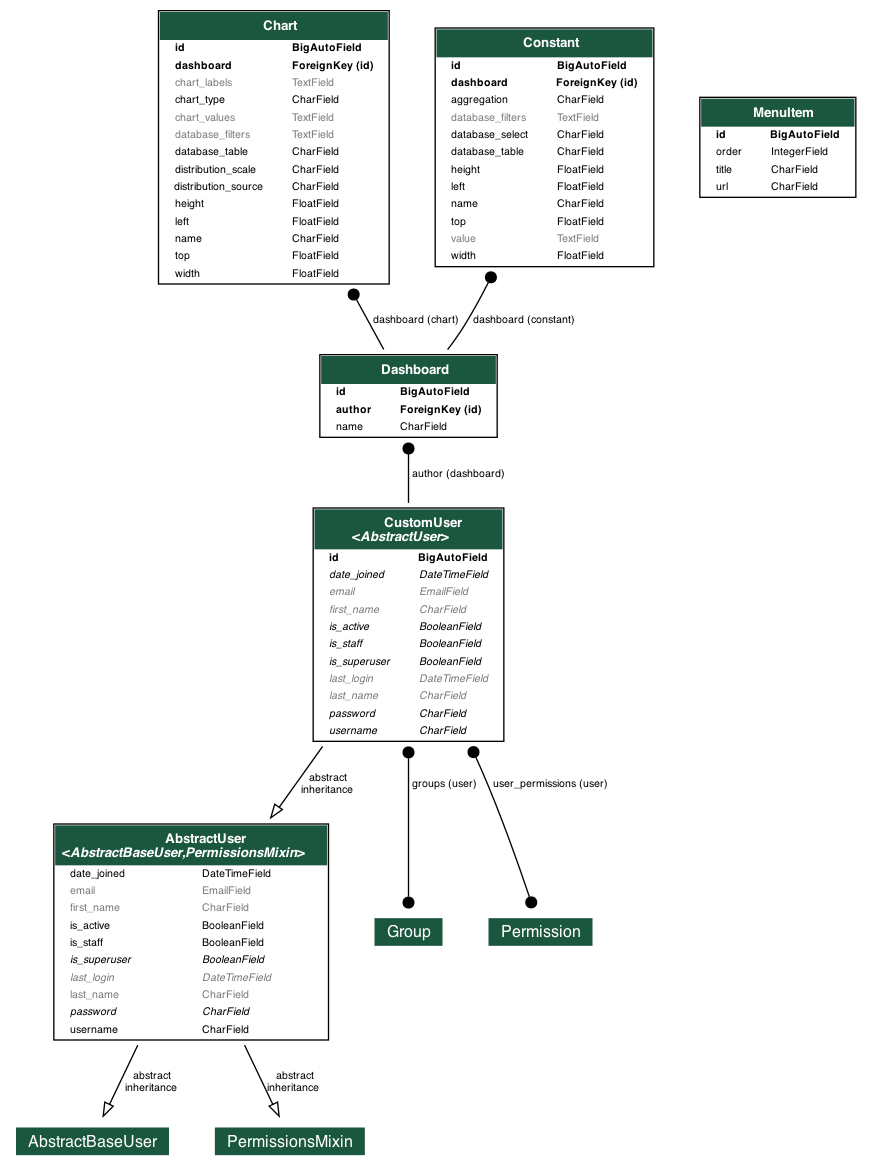 Chart
id BigAutoField
dashboard ForeignKey (id)
chart_labels TextField
chart_type CharField
chart_values TextField
database_filters TextField
database_table CharField
distribution_scale CharField
distribution_source CharField
height FloatField
left FloatField
name CharField
top FloatField
width FloatField
Constant
id BigAutoField
dashboard ForeignKey (id)
aggregation CharField
database_filters TextField
database_select CharField
database_table CharField
height FloatField
left FloatField
name CharField
top FloatField
value TextField
width FloatField
MenuItem
id BigAutoField
order IntegerField
title CharField
url CharField
dashboard (chart)
dashboard (constant)
Dashboard
id BigAutoField
author ForeignKey (id)
name CharField
author (dashboard)
CustomUser
<AbstractUser>
id BigAutoField
date_joined DateTimeField
email EmailField
first_name CharField
is_active BooleanField
is_staff BooleanField
is_superuser BooleanField
last_login DateTimeField
last_name CharField
password CharField
username CharField
abstract
inheritance
groups (user)
user_permissions (user)
AbstractUser
<AbstractBaseUser,PermissionsMixin>
date_joined DateTimeField
email EmailField
first_name CharField
is_active BooleanField
is_staff BooleanField
is_superuser BooleanField
last_login DateTimeField
last_name CharField
password CharField
username CharField
Group
Permission
abstract
inheritance
abstract
inheritance
AbstractBaseUser
PermissionsMixin